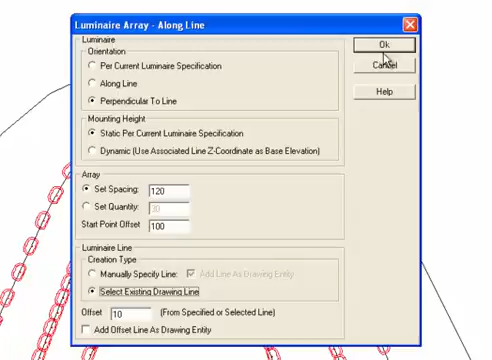 Luminaire Array - Along Line
Luminaire
Orientation
Per Current Luminaire Specification
Along Line
Perpendicular To Line
Mounting Height
Static Per Current Luminaire Specification
Dynamic (Use Associated Line Z-Coordinate as Base Elevation)
Array
Set Spacing: 120
Set Quantity: 20
Start Point Offset 100
Luminaire Line
Creation Type
Manually Specify Line: Add Line As Drawing Entity
Select Existing Drawing Line
Offset 10 (From Specified or Selected Line)
Add Offset Line As Drawing Entity
Ok
Cancel
Help